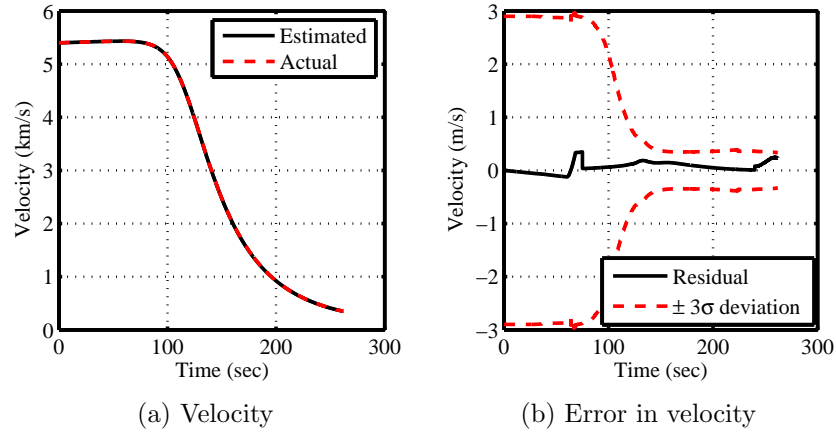 6
5
4
3
2
1
0
Velocity (km/s)
Estimated
Actual
0
100
200
300
Time (sec)
(a) Velocity
3
2
1
0
−1
−2
−3
Velocity (m/s)
Residual
± 3σ deviation
0
100
200
300
Time (sec)
(b) Error in velocity